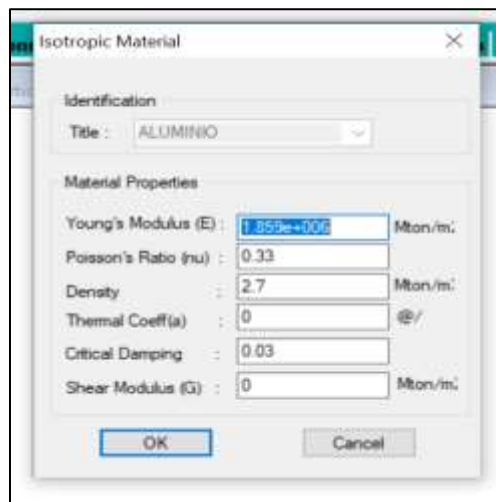 Isotropic Material
Identification
Title : ALUMINIO
Material Properties
Young's Modulus (E) : 1.859e+006 Mton/m:
Poisson's Ratio (nu) : 0.33
Density : 2.7 Mton/m:
Thermal Coeff(a) : 0 @/
Critical Damping : 0.03
Shear Modulus (G) : 0 Mton/m:
OK Cancel